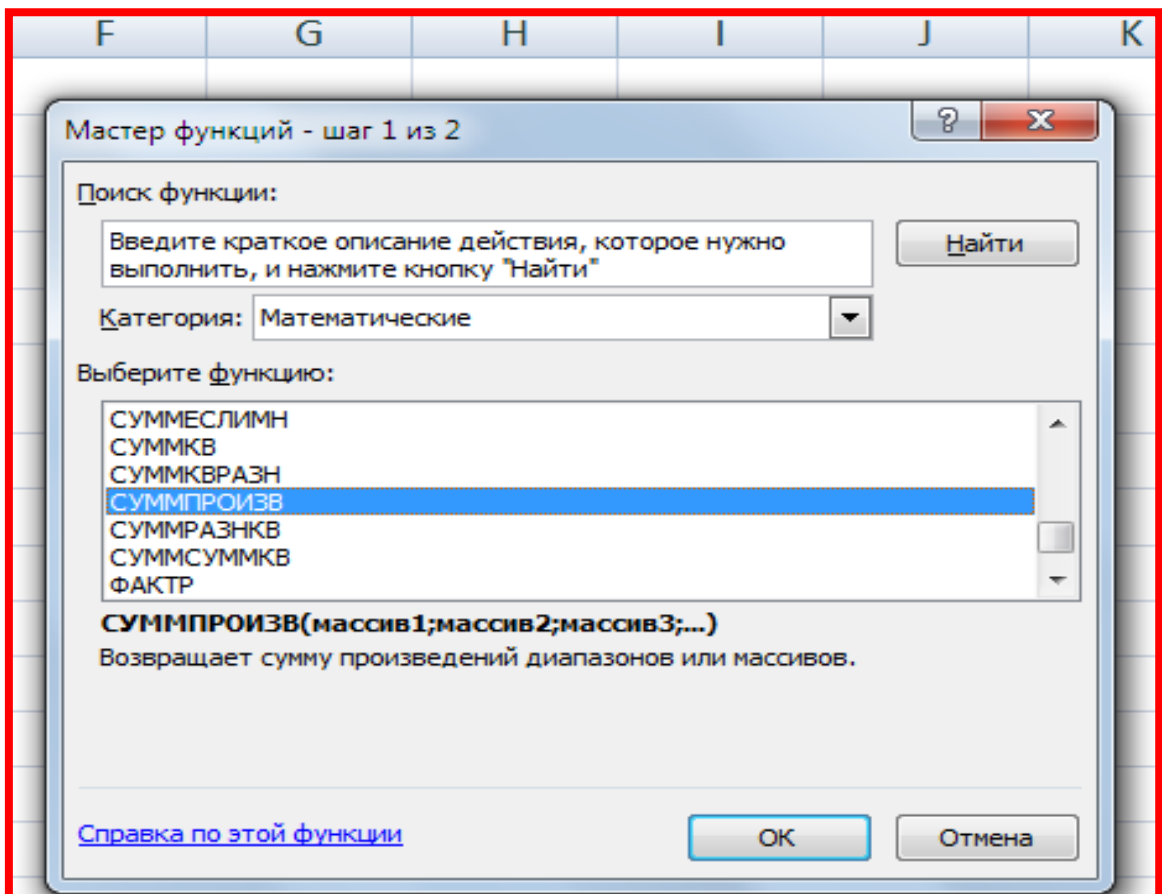 F G H I J K
Мастер функций - шаг 1 из 2
Поиск функции:
Введите краткое описание действия, которое нужно
выполнить, и нажмите кнопку "Найти"
Найти
Категория: Математические
Выберите функцию:
СУММЕСЛИМН
СУММКВ
СУММКВРАЗН
СУММПРОИЗВ
СУММРАЗНКВ
СУММСУММКВ
ФАКТР
СУММПРОИЗВ(массив1;массив2;массив3;...)
Возвращает сумму произведений диапазонов или массивов.
Справка по этой функции
ОК
Отмена